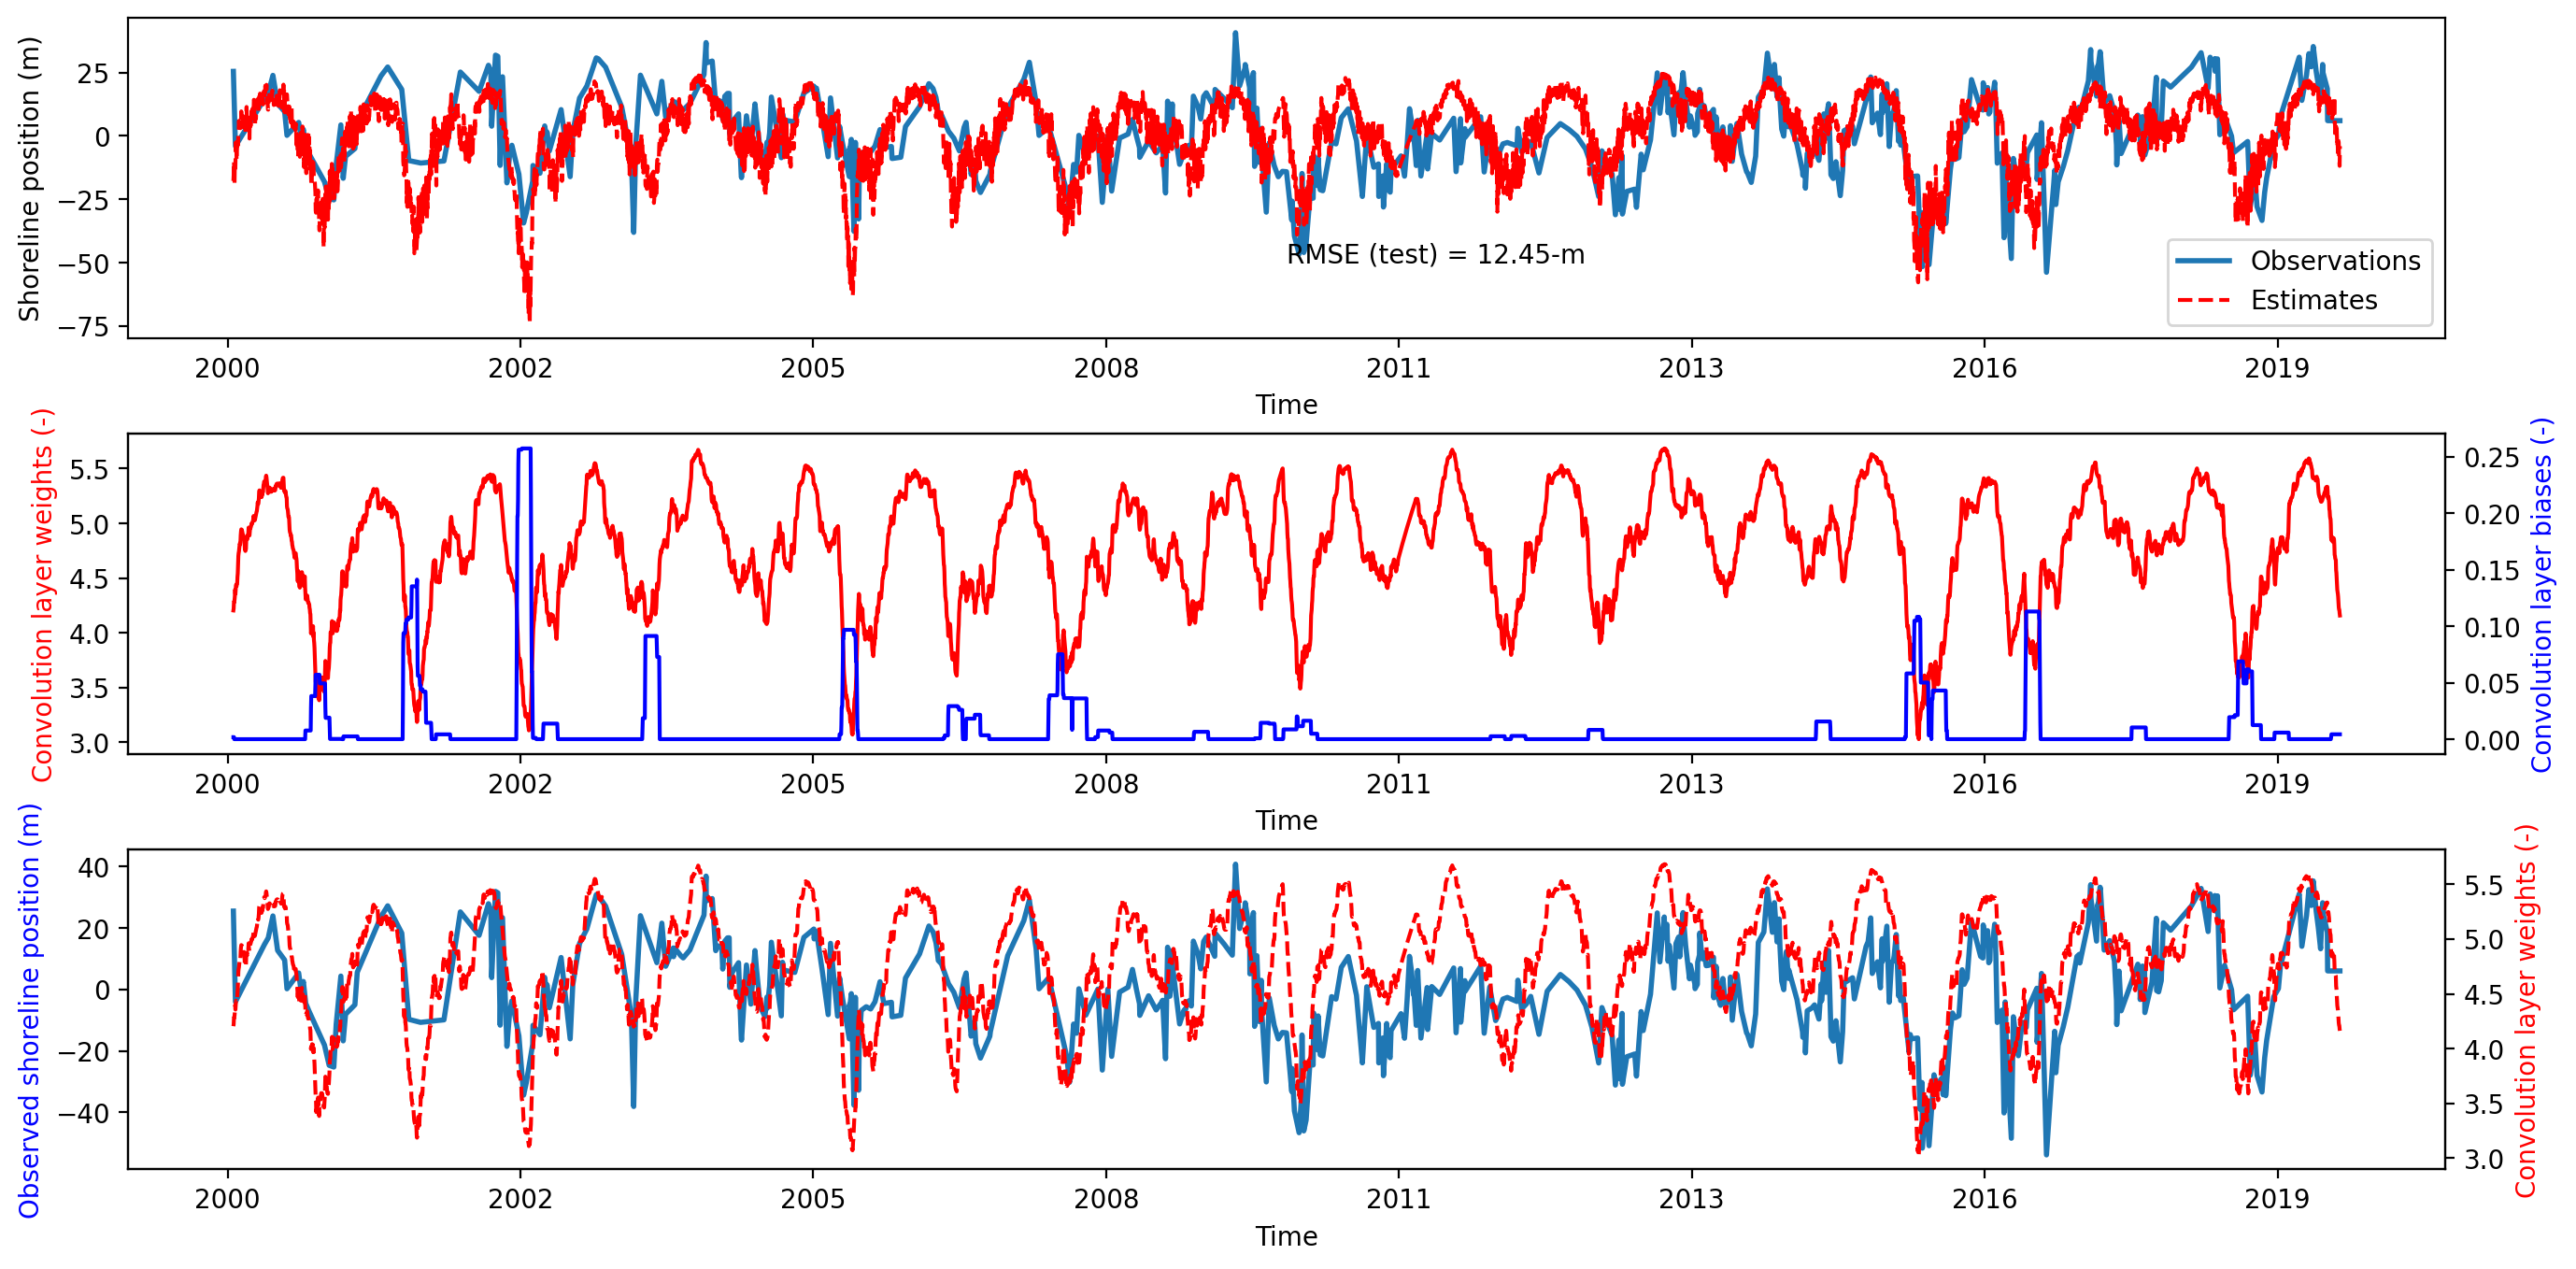 Shoreline position (m)
25
0
−25
−50
−75
RMSE (test) = 12.45-m
Observations
Estimates
2000 2002 2005 2008 2011 2013 2016 2019
Time
Convolution layer weights (-)
5.5
5.0
4.5
4.0
3.5
3.0
0.25
0.20
0.15
0.10
0.05
0.00
Convolution layer biases (-)
2000 2002 2005 2008 2011 2013 2016 2019
Time
Observed shoreline position (m)
40
20
0
−20
−40
5.5
5.0
4.5
4.0
3.5
3.0
Convolution layer weights (-)
2000 2002 2005 2008 2011 2013 2016 2019
Time